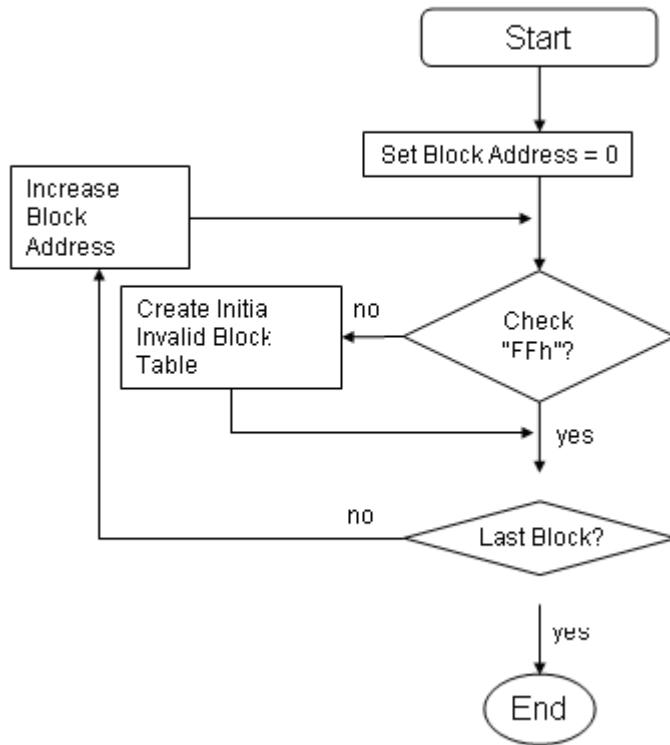 Start
Set Block Address = 0
Increase
Block
Address
Create Initia
Invalid Block
Table
no
Check
"FFh"?
yes
no
Last Block?
yes
End